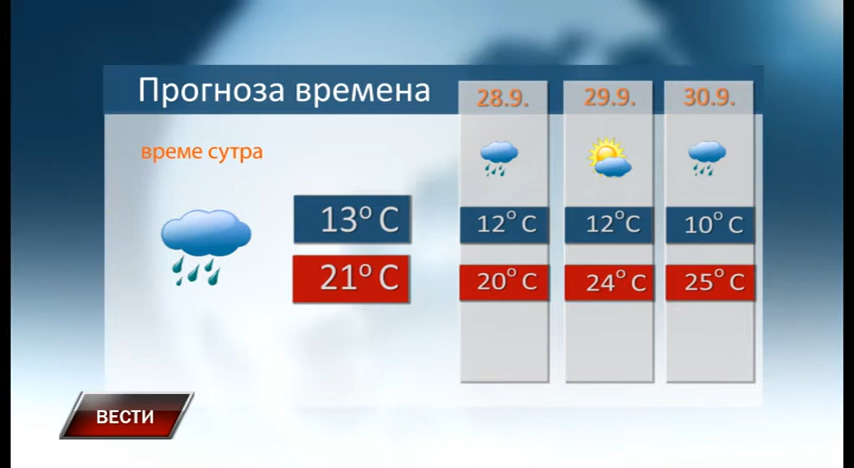 Прогноза времена
време сутра
13° C
21° C
28.9.
29.9.
30.9.
12° C
12°C
10° C
20° C
24° C
25° C
ВЕСТИ